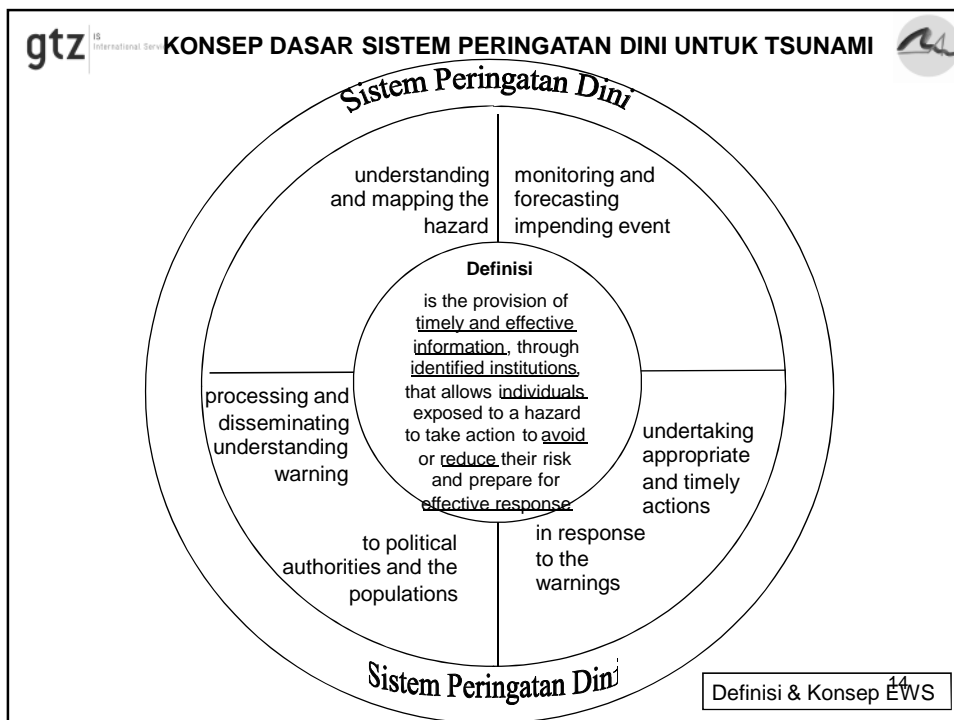 gtz
IS
International Servi
KONSEP DASAR SISTEM PERINGATAN DINI UNTUK TSUNAMI
Sistem Peringatan Dini
understanding
and mapping the
hazard
monitoring and
forecasting
impending event
Definisi
is the provision of
timely and effective
information, through
identified institutions,
that allows individuals
exposed to a hazard
to take action to avoid
or reduce their risk
and prepare for
effective response
processing and
disseminating
understanding
warning
to political
authorities and the
populations
undertaking
appropriate
and timely
actions
in response
to the
warnings
Sistem Peringatan Dini
Definisi & Konsep EWS
14